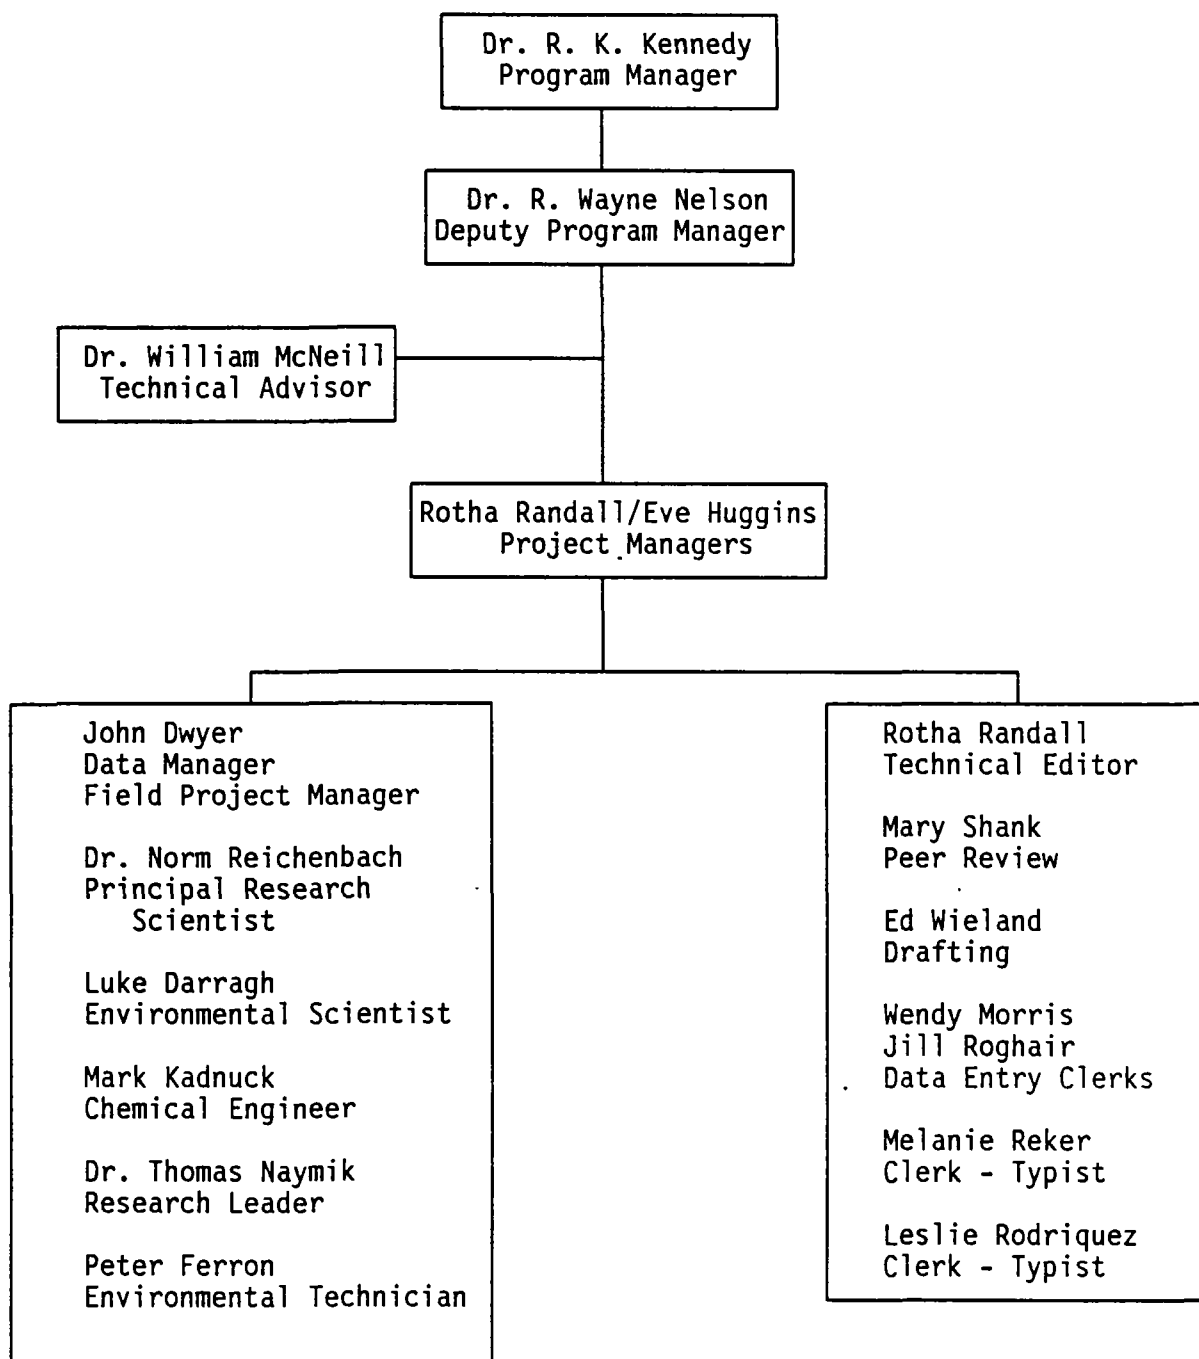 Dr. R. K. Kennedy
Program Manager
Dr. R. Wayne Nelson
Deputy Program Manager
Dr. William McNeill
Technical Advisor
Rotha Randall/Eve Huggins
Project Managers
John Dwyer
Data Manager
Field Project Manager
Dr. Norm Reichenbach
Principal Research
Scientist
Luke Darragh
Environmental Scientist
Mark Kadnuck
Chemical Engineer
Dr. Thomas Naymik
Research Leader
Peter Ferron
Environmental Technician
Rotha Randall
Technical Editor
Mary Shank
Peer Review
Ed Wieland
Drafting
Wendy Morris
Jill Roghair
Data Entry Clerks
Melanie Reker
Clerk - Typist
Leslie Rodriquez
Clerk - Typist